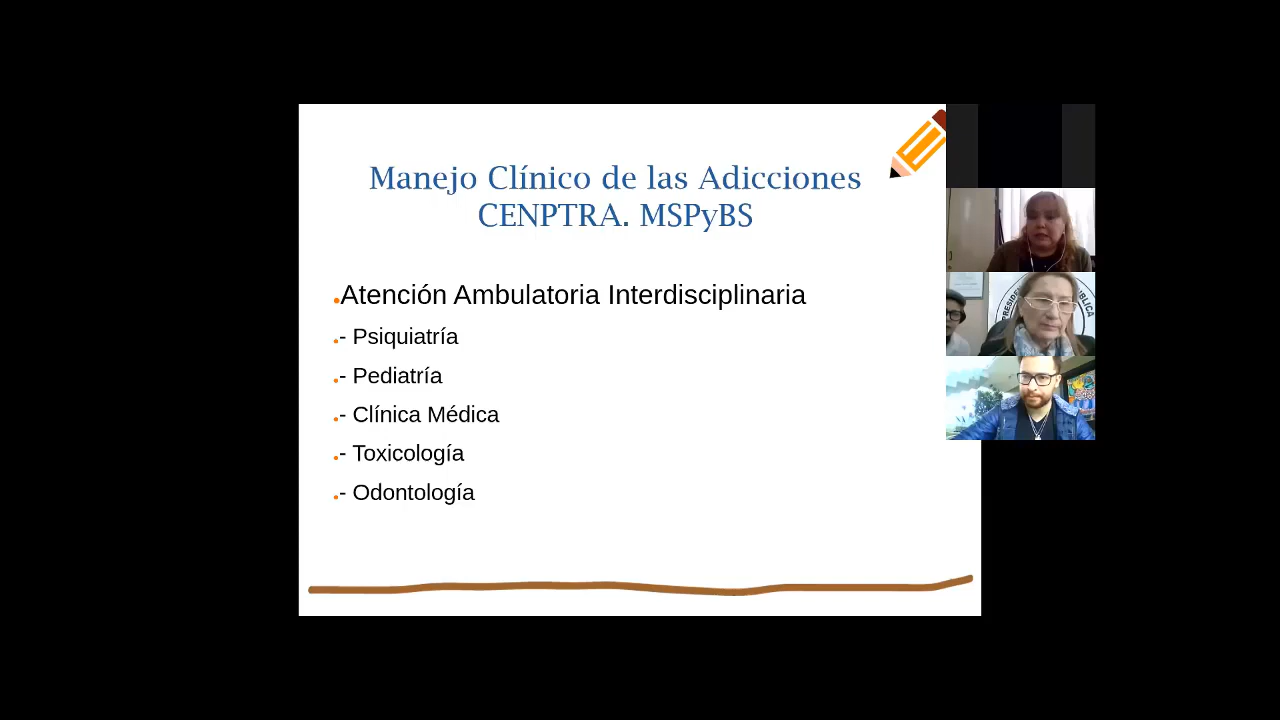 Manejo Clínico de las Adicciones
CENPTRA. MSPyBS
Atención Ambulatoria Interdisciplinaria
- Psiquiatría
- Pediatría
- Clínica Médica
- Toxicología
- Odontología